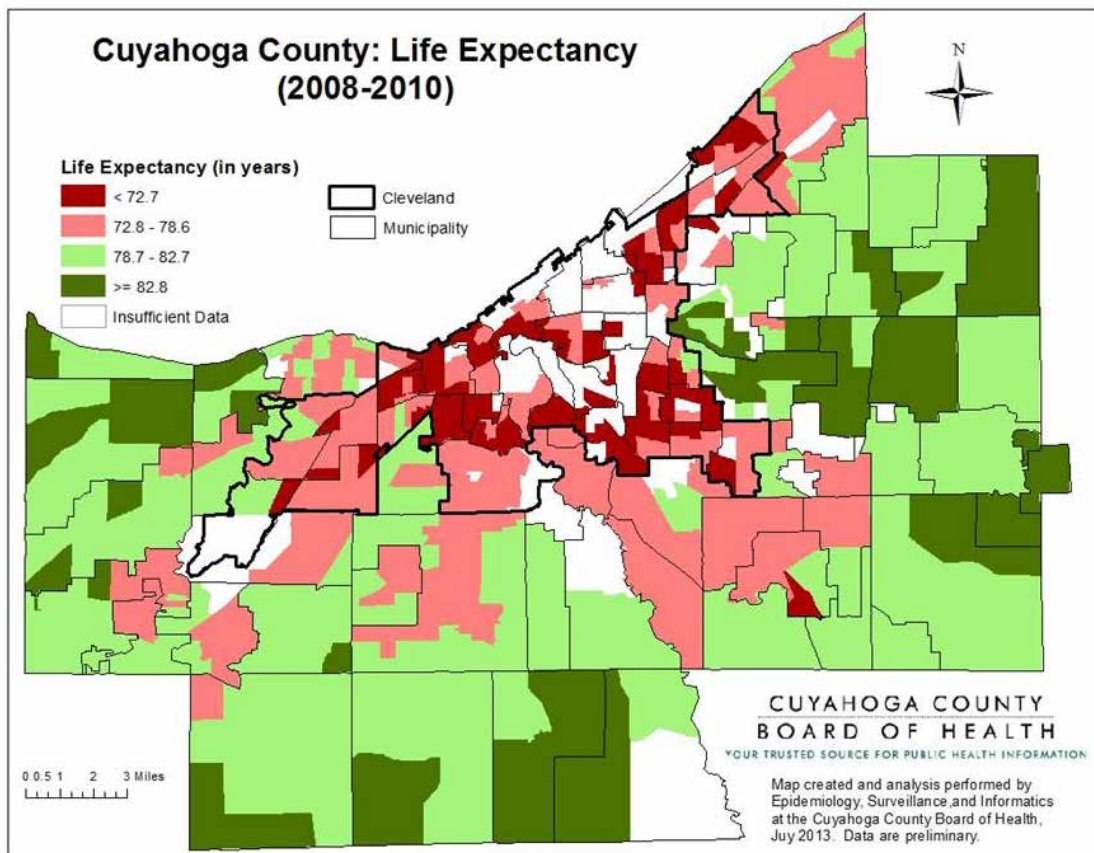 Cuyahoga County: Life Expectancy
(2008-2010)
N
Life Expectancy (in years)
< 72.7
72.8 - 78.6
78.7 - 82.7
>= 82.8
Insufficient Data
Cleveland
Municipality
0 0.5 1 2 3 Miles
CUYAHOGA COUNTY
BOARD OF HEALTH
YOUR TRUSTED SOURCE FOR PUBLIC HEALTH INFORMATION
Map created and analysis performed by
Epidemiology, Surveillance,and Informatics
at the Cuyahoga County Board of Health,
Juy 2013. Data are preliminary.